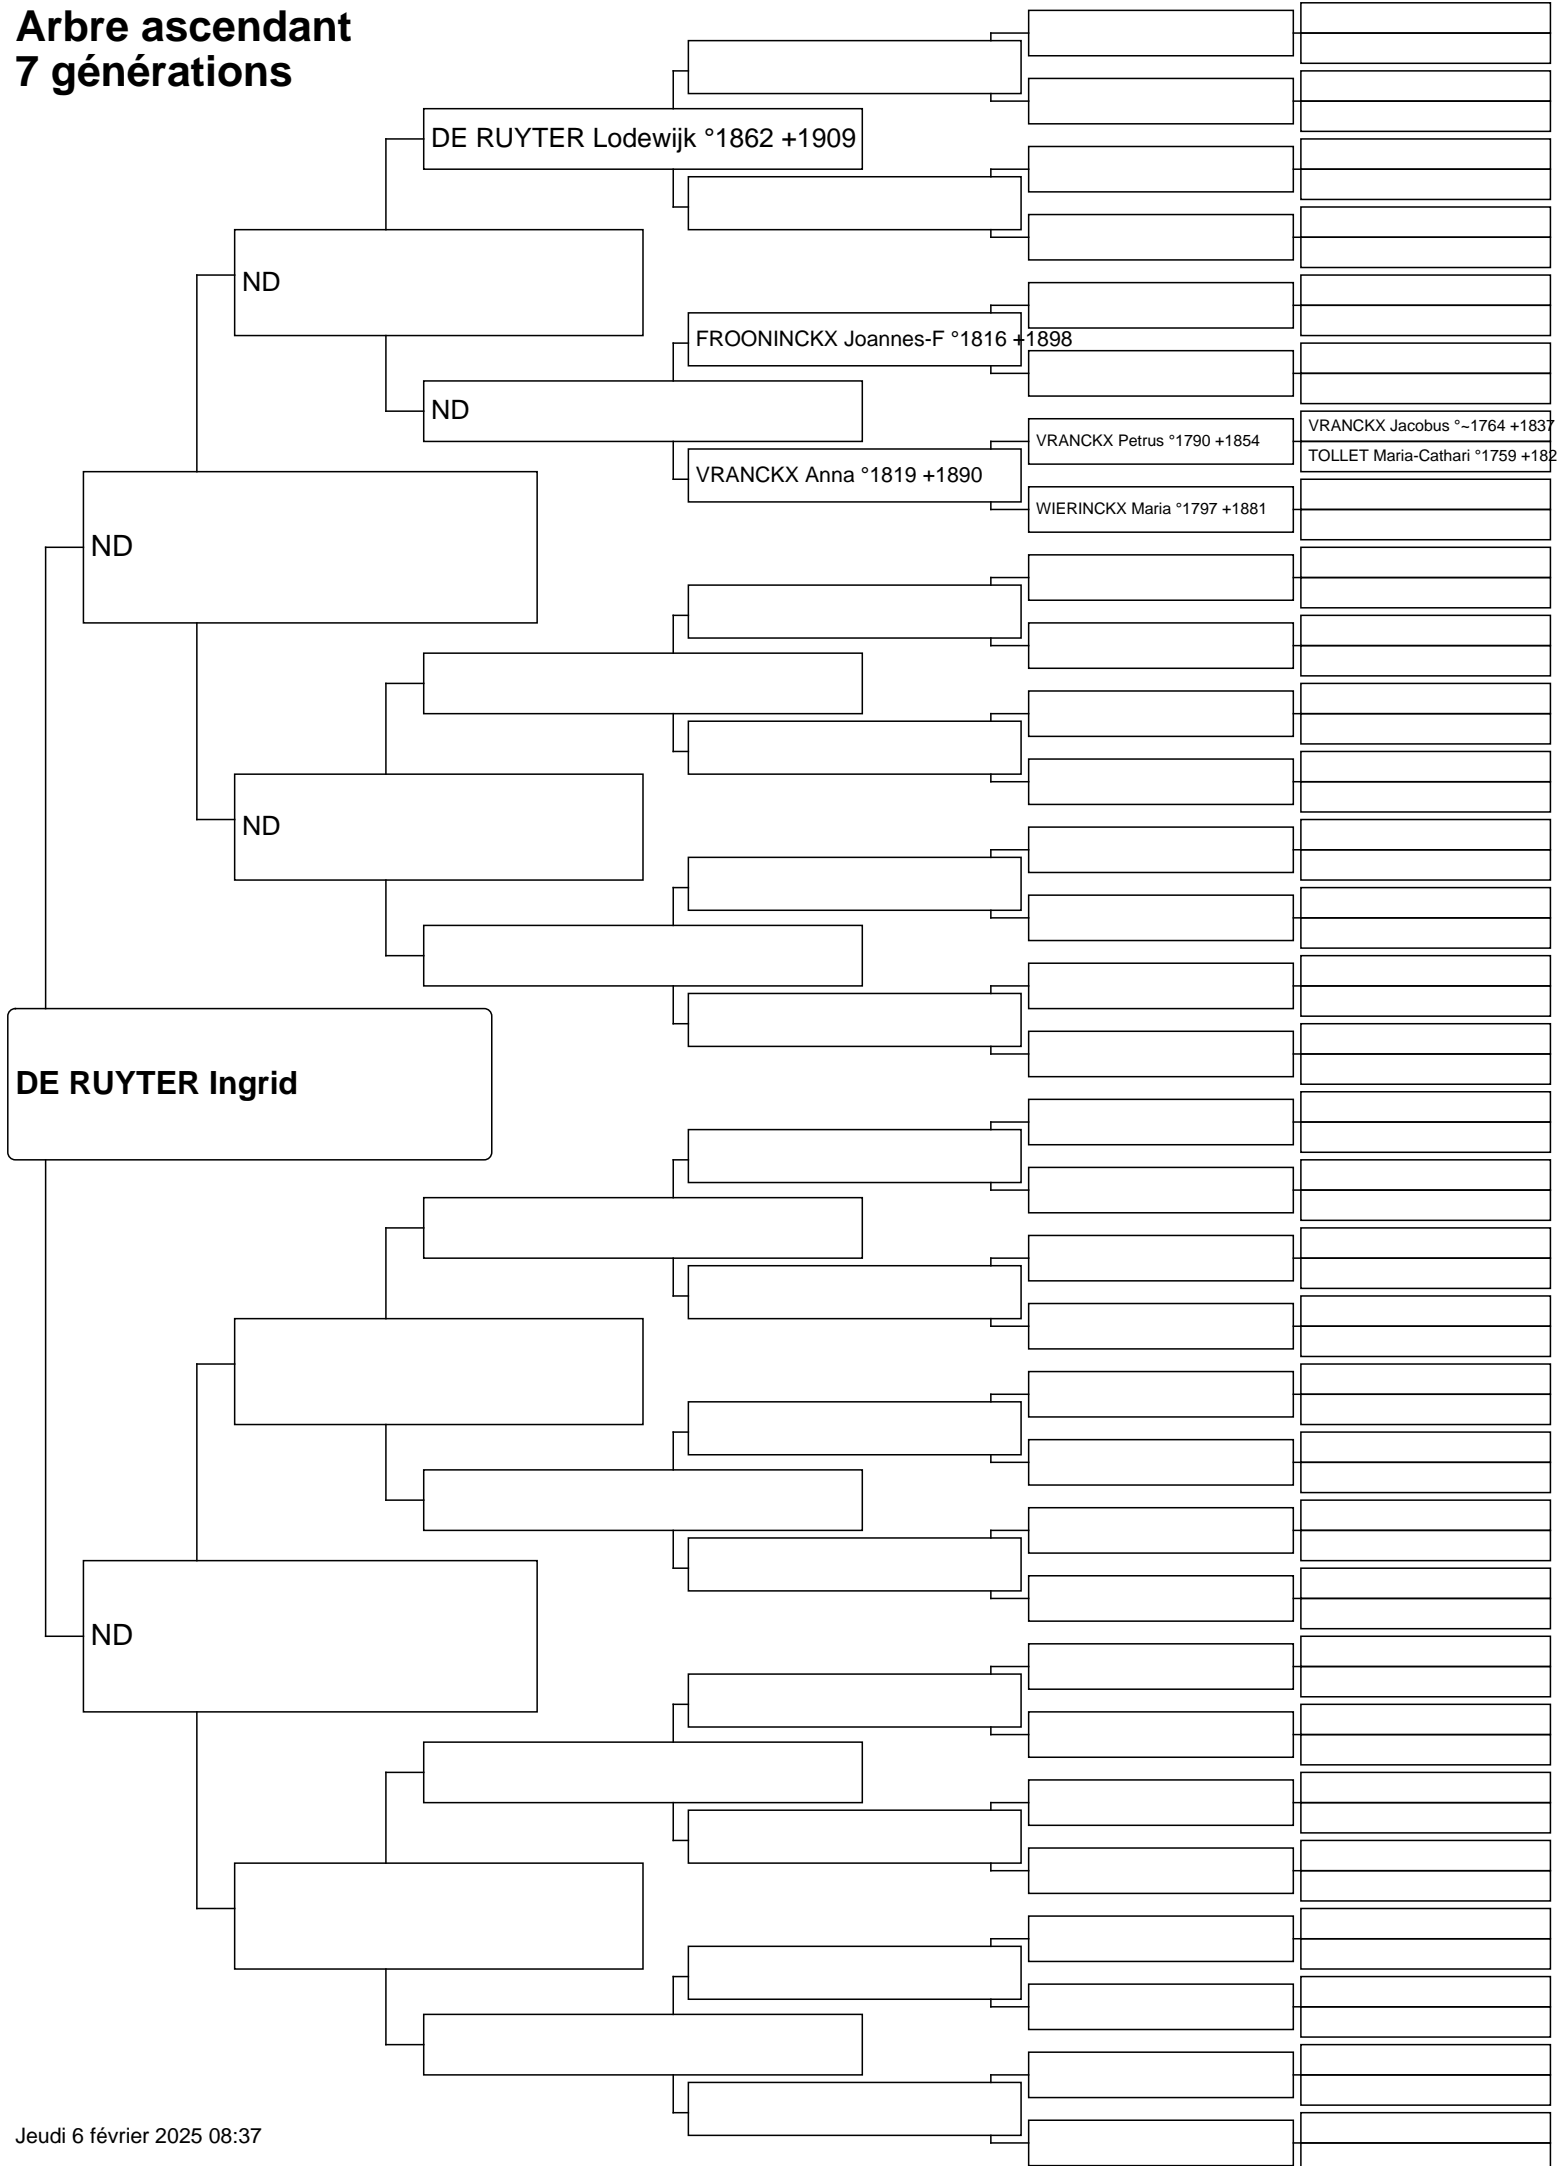 Arbre ascendant
7 générations
DE RUYTER Lodewijk °1862 +1909
ND
FROONINCKX Joannes-F °1816 +1898
ND
VRANCKX Jacobus °~1764 +1837
VRANCKX Petrus °1790 +1854
TOLLET Maria-Cathari °1759 +182
VRANCKX Anna °1819 +1890
WIERINCKX Maria °1797 +1881
ND
ND
DE RUYTER Ingrid
ND
Jeudi 6 février 2025 08:37